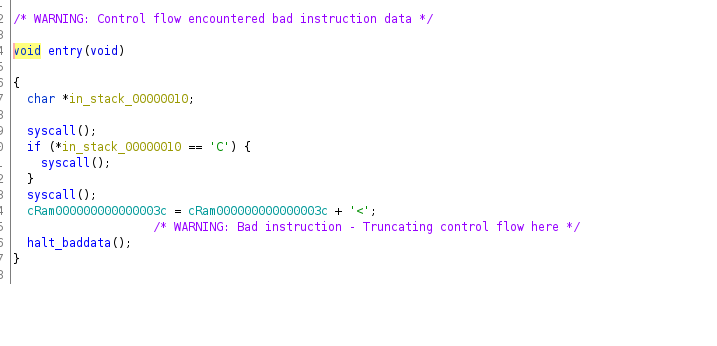 /* WARNING: Control flow encountered bad instruction data */
void entry(void)
{
char *in_stack_00000010;
syscall();
if (*in_stack_00000010 == 'C') {
syscall();
}
syscall();
cRam000000000000003c = cRam000000000000003c + '<';
/* WARNING: Bad instruction - Truncating control flow here */
halt_baddata();
}